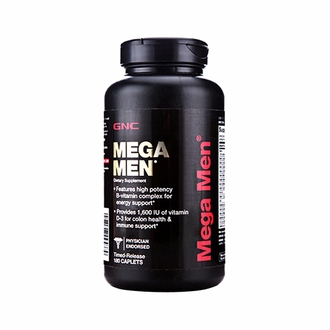 GNC
MEGA
MEN*
Dietary Supplement
• Features high potency
B-vitamin complex for
energy support*
• Provides 1,600 IU of vitamin
D-3 for colon health &
immune support*
PHYSICIAN
ENDORSED
Timed-Release
180 CAPLETS
Mega Men®